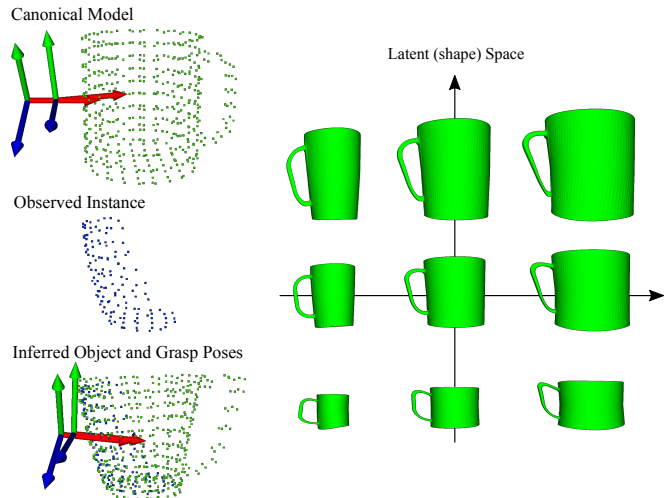 Canonical Model
Observed Instance
Inferred Object and Grasp Poses
Latent (shape) Space